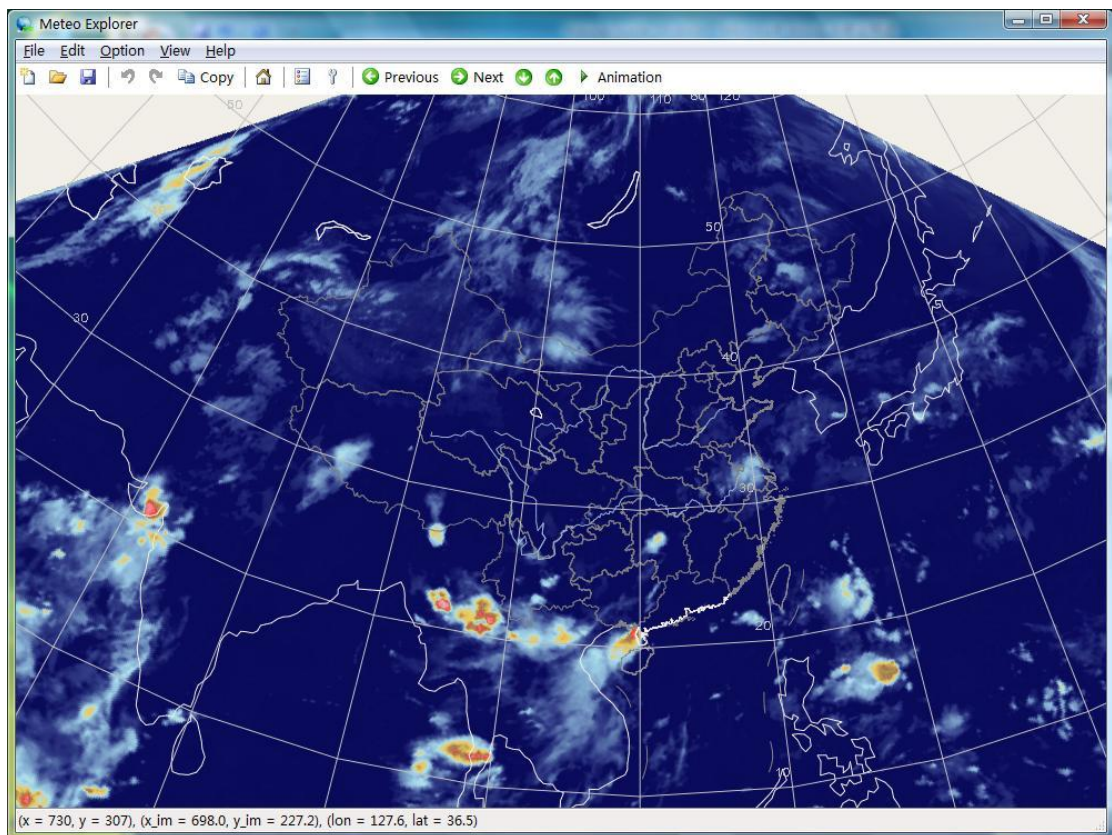 Meteo Explorer
File Edit Option View Help
Copy Previous Next Animation
50 100 110 60 120
50
30
40
30
20
10
(x = 730, y = 307), (x_im = 698.0, y_im = 227.2), (lon = 127.6, lat = 36.5)